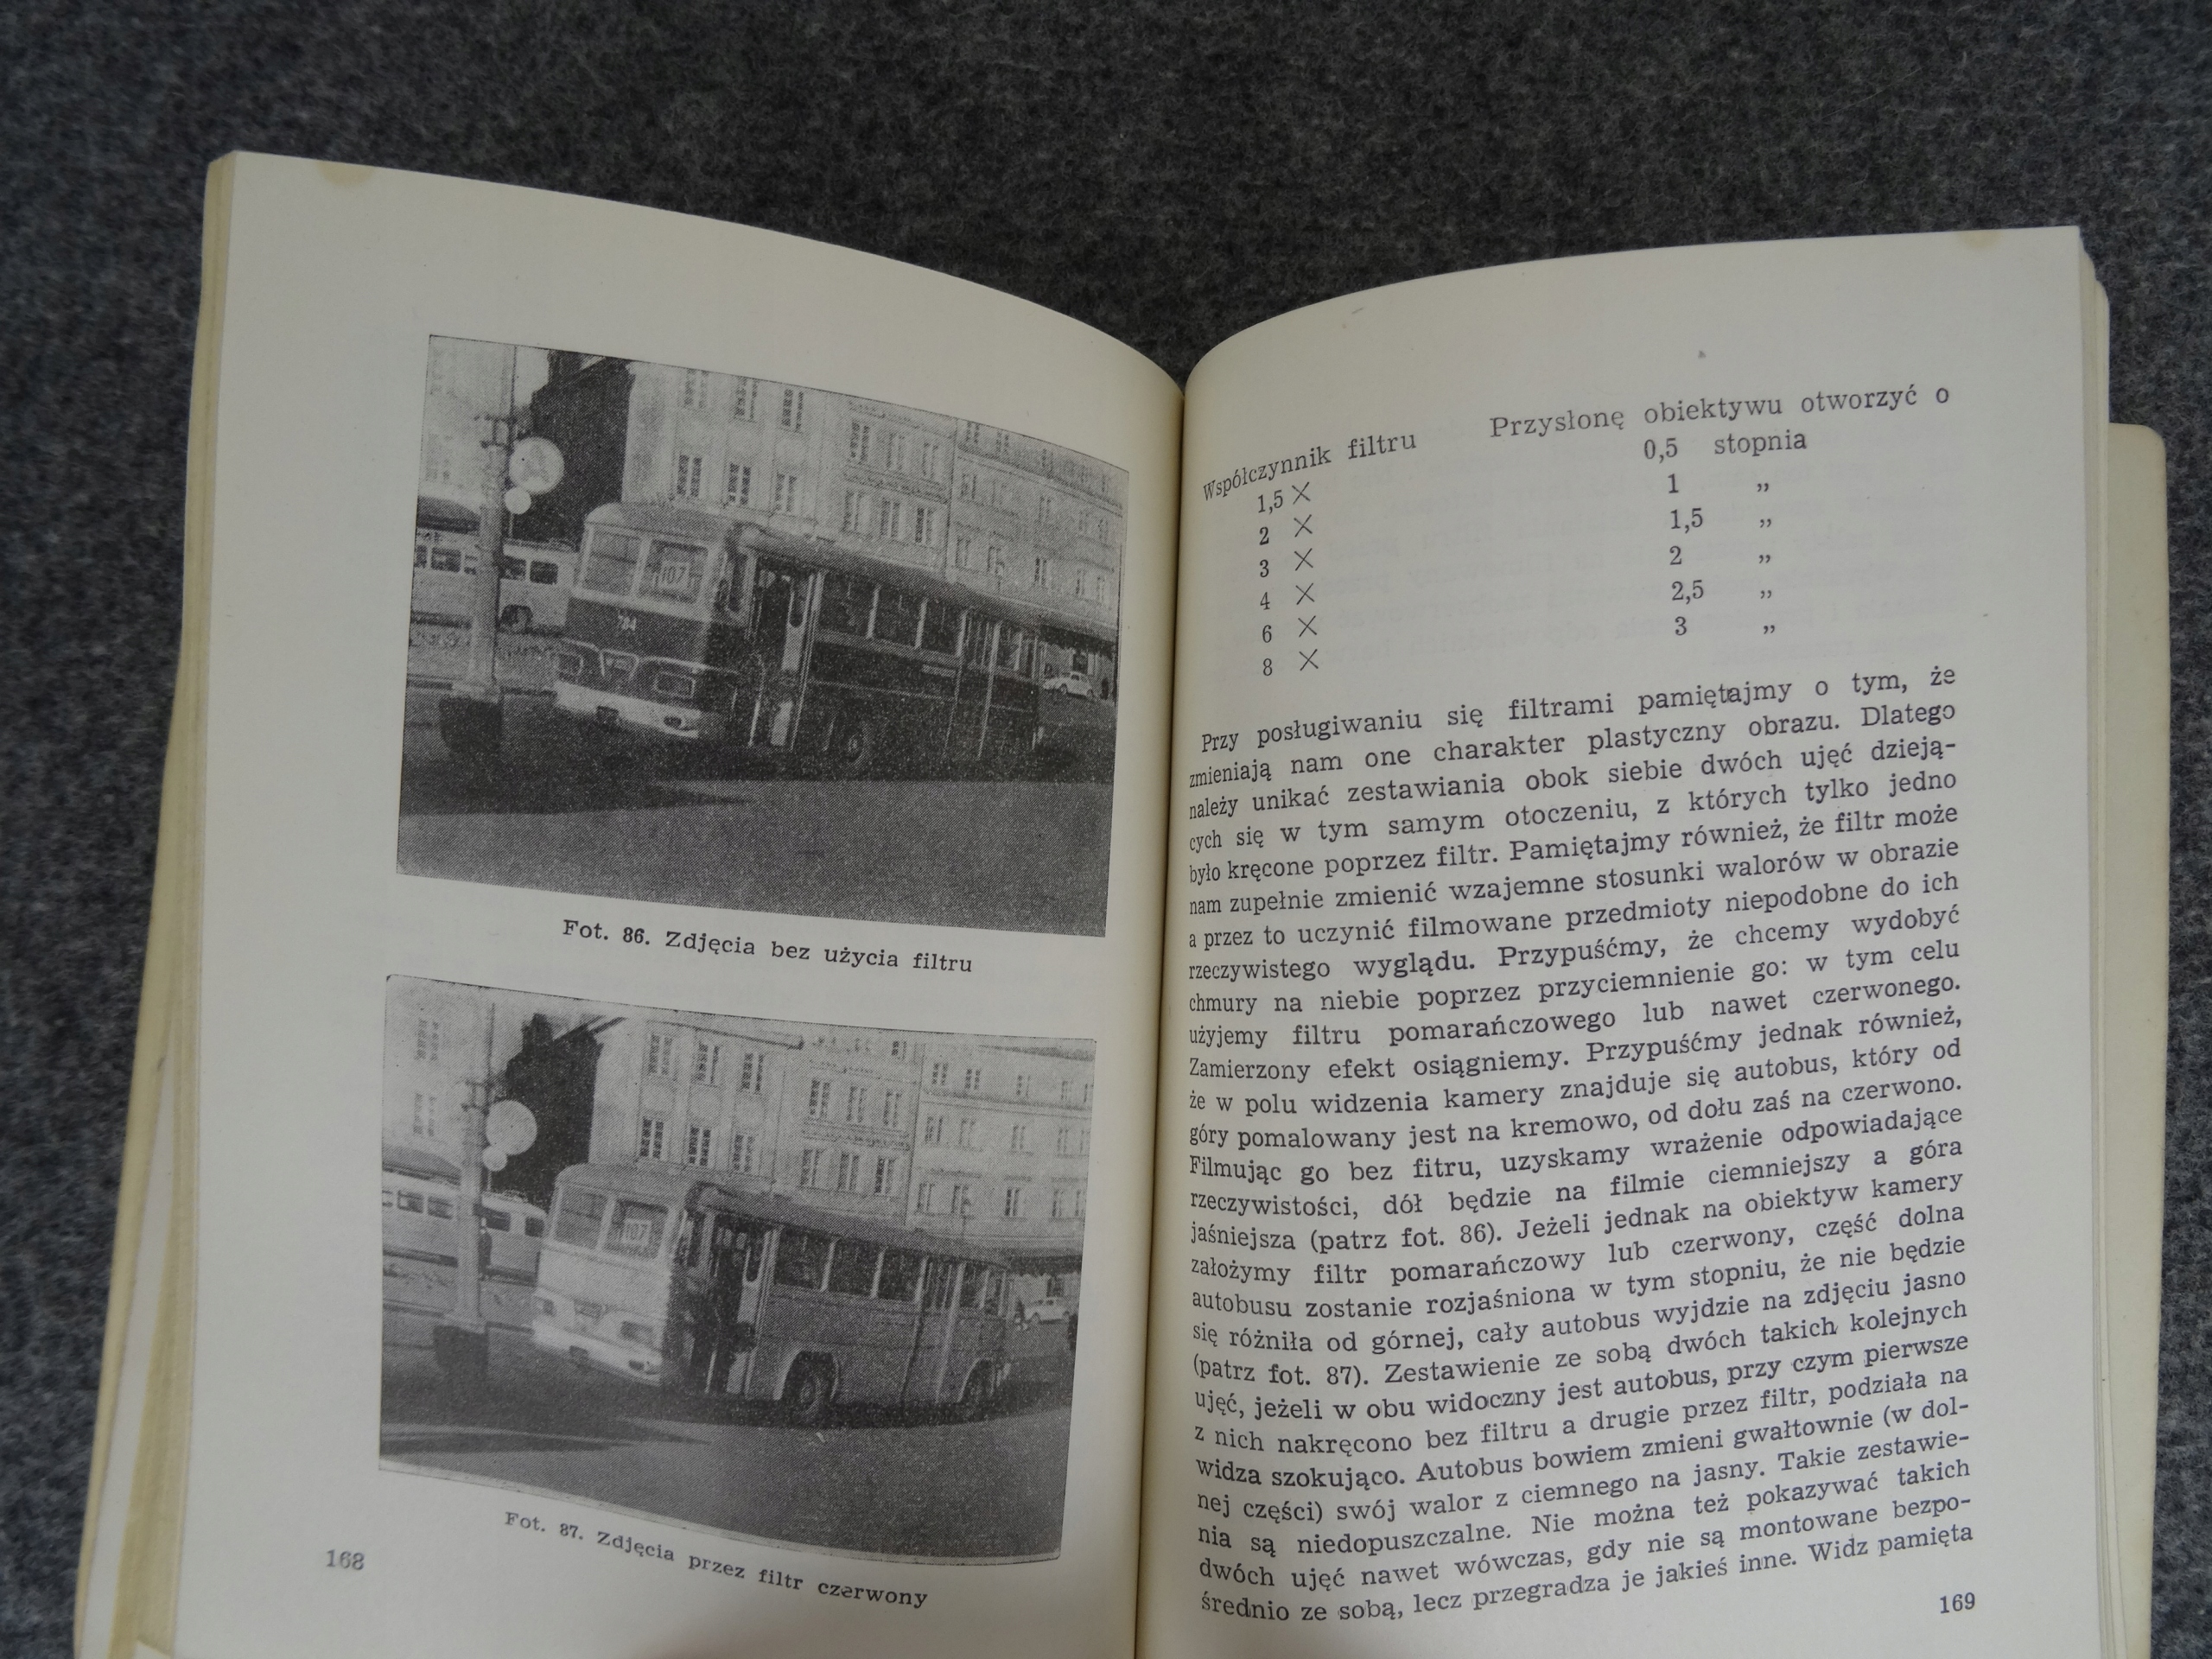 107
794
Fot. 86. Zdjęcia bez użycia filtru
107
Fot. 87. Zdjęcia przez filtr czerwony
168
Współczynnik filtru Przysłonę obiektywu otworzyć o
1,5 × 0,5 stopnia
2 × 1 „
3 × 1,5 „
4 × 2 „
6 × 2,5 „
8 × 3 „
Przy posługiwaniu się filtrami pamiętajmy o tym, że
zmieniają nam one charakter plastyczny obrazu. Dlatego
należy unikać zestawiania obok siebie dwóch ujęć dzieją-
cych się w tym samym otoczeniu, z których tylko jedno
było kręcone poprzez filtr. Pamiętajmy również, że filtr może
nam zupełnie zmienić wzajemne stosunki walorów w obrazie
a przez to uczynić filmowane przedmioty niepodobne do ich
rzeczywistego wyglądu. Przypuśćmy, że chcemy wydobyć
chmury na niebie poprzez przyciemnienie go: w tym celu
użyjemy filtru pomarańczowego lub nawet czerwonego.
Zamierzony efekt osiągniemy. Przypuśćmy jednak również,
że w polu widzenia kamery znajduje się autobus, który od
góry pomalowany jest na kremowo, od dołu zaś na czerwono.
Filmując go bez fitru, uzyskamy wrażenie odpowiadające
rzeczywistości, dół będzie na filmie ciemniejszy a góra
jaśniejsza (patrz fot. 86). Jeżeli jednak na obiektyw kamery
założymy filtr pomarańczowy lub czerwony, część dolna
autobusu zostanie rozjaśniona w tym stopniu, że nie będzie
się różniła od górnej, cały autobus wyjdzie na zdjęciu jasno
(patrz fot. 87). Zestawienie ze sobą dwóch takich kolejnych
ujęć, jeżeli w obu widoczny jest autobus, przy czym pierwsze
z nich nakręcono bez filtru a drugie przez filtr, podziała na
widza szokująco. Autobus bowiem zmieni gwałtownie (w dol-
nej części) swój walor z ciemnego na jasny. Takie zestawie-
nia są niedopuszczalne. Nie można też pokazywać takich
dwóch ujęć nawet wówczas, gdy nie są montowane bezpo-
średnio ze sobą, lecz przegradza je jakieś inne. Widz pamięta
169